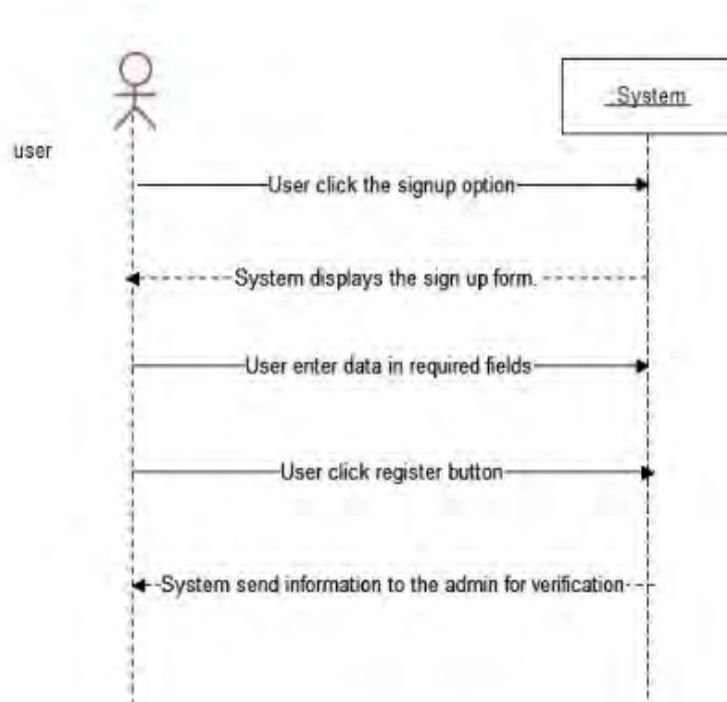 : System
user
User click the signup option
System displays the sign up form.
User enter data in required fields
User click register button
System send information to the admin for verification